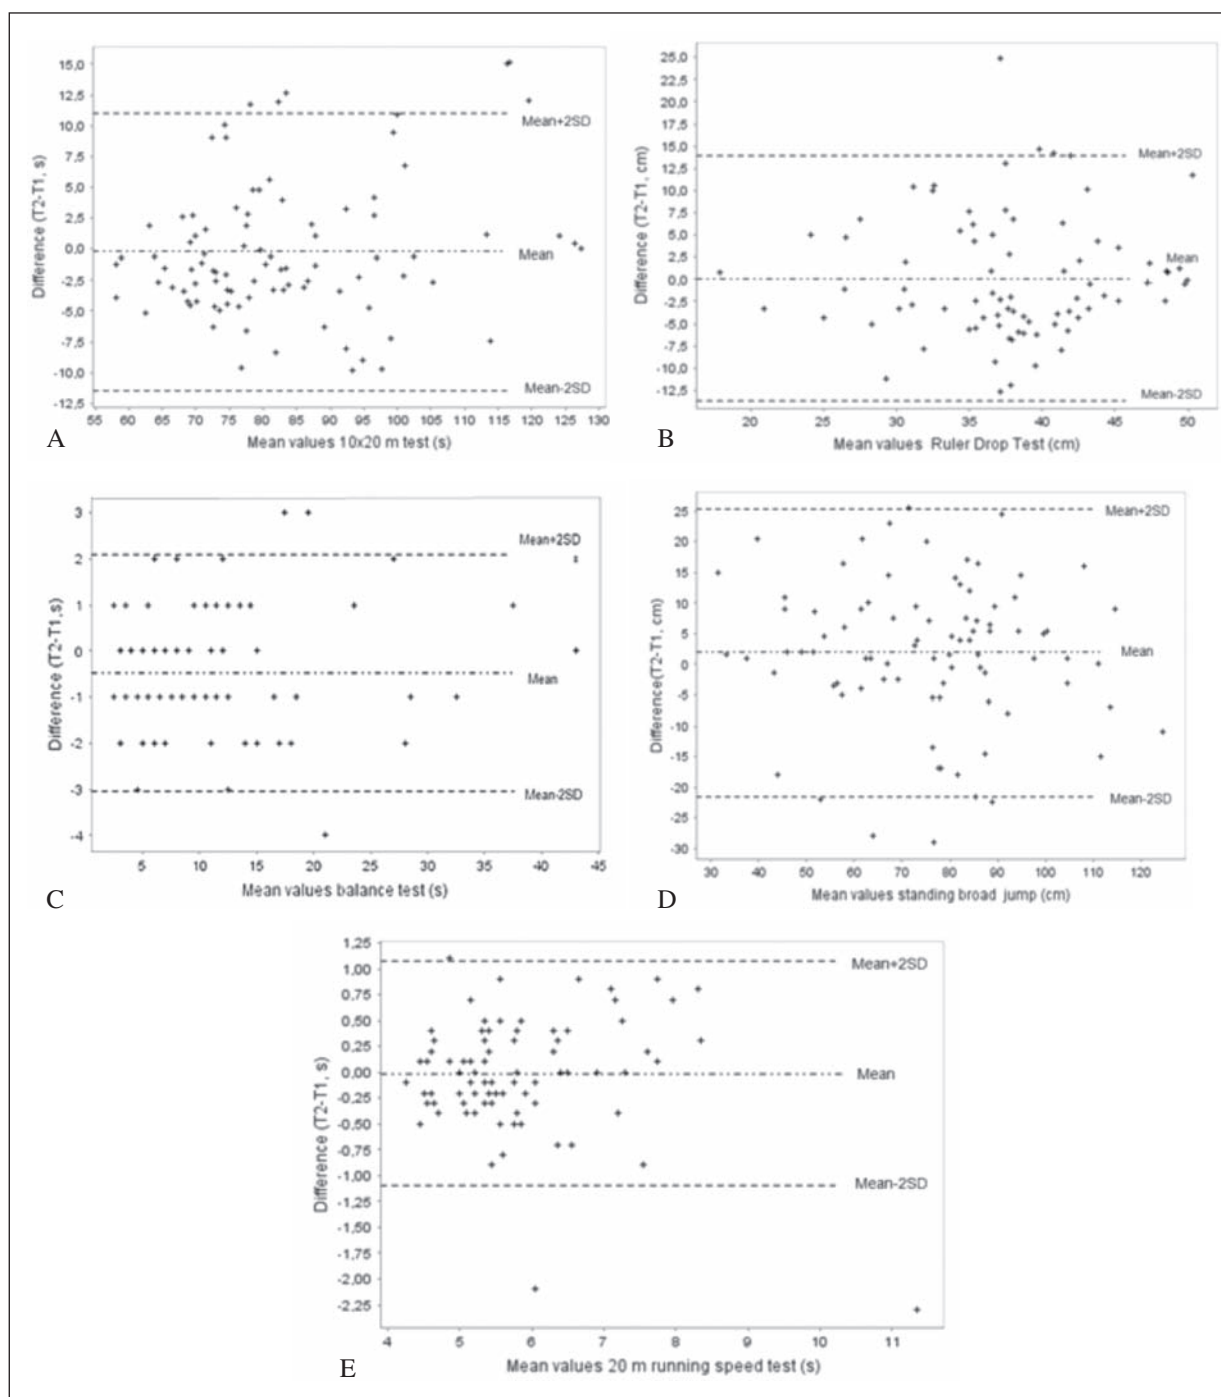 15,0
12,5
10,0
7,5
5,0
2,5
0,0
-2,5
-5,0
-7,5
-10,0
-12,5
Difference (T2-T1, s)
Mean+2SD
Mean
Mean-2SD
55 60 65 70 75 80 85 90 95 100 105 110 115 120 125 130
Mean values 10x20 m test (s)
A
25,0
22,5
20,0
17,5
15,0
12,5
10,0
7,5
5,0
2,5
0,0
-2,5
-5,0
-7,5
-10,0
-12,5
Difference (T2-T1, cm)
Mean+2SD
Mean
Mean-2SD
20 25 30 35 40 45 50
Mean values Ruler Drop Test (cm)
B
3
2
1
0
-1
-2
-3
-4
Difference (T2-T1,s)
Mean+2SD
Mean
Mean-2SD
5 10 15 20 25 30 35 40 45
Mean values balance test (s)
C
25
20
15
10
5
0
-5
-10
-15
-20
-25
-30
Difference(T2-T1, cm)
Mean+2SD
Mean
Mean-2SD
30 40 50 60 70 80 90 100 110 120
Mean values standing broad jump (cm)
D
1,25
1,00
0,75
0,50
0,25
0,00
-0,25
-0,50
-0,75
-1,00
-1,25
-1,50
-1,75
-2,00
-2,25
Difference (T2-T1, s)
Mean+2SD
Mean
Mean-2SD
4 5 6 7 8 9 10 11
Mean values 20 m running speed test (s)
E